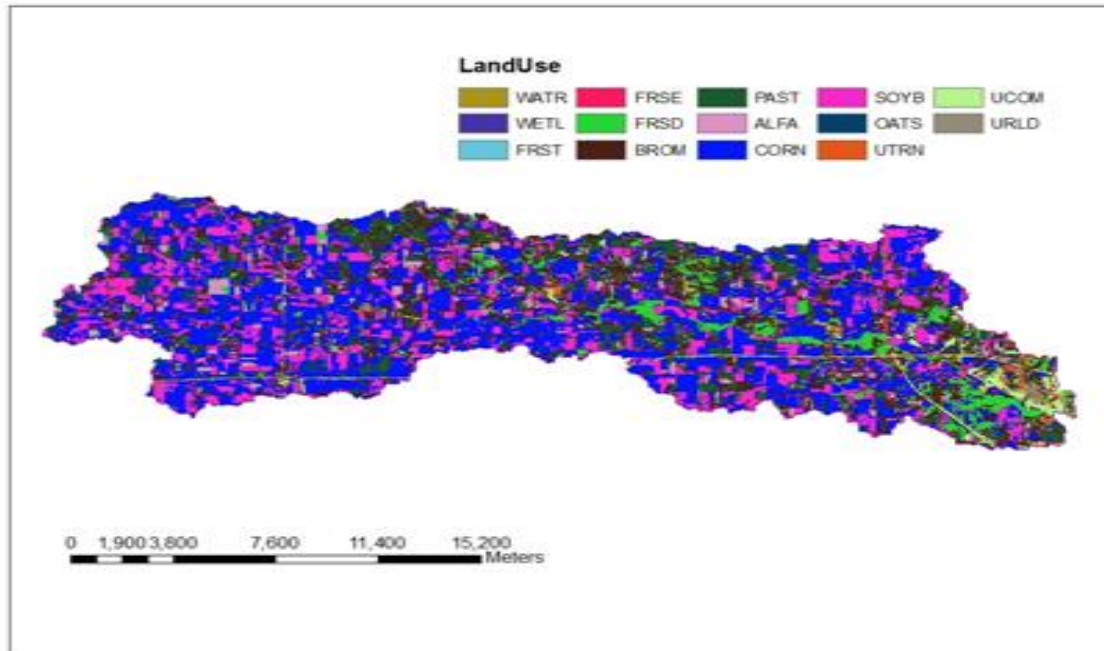 LandUse
WATR FRSE PAST SOYB UCOM
WETL FRSD ALFA OATS URLD
FRST BROM CORN UTRN
0 1,900 3,800 7,600 11,400 15,200
Meters